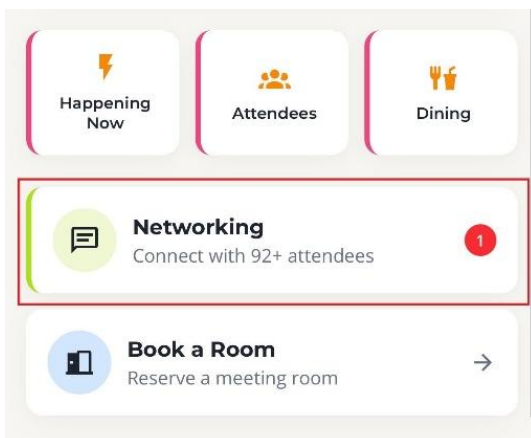 Happening
Now
Attendees
Dining
Networking
Connect with 92+ attendees
1
Book a Room
Reserve a meeting room